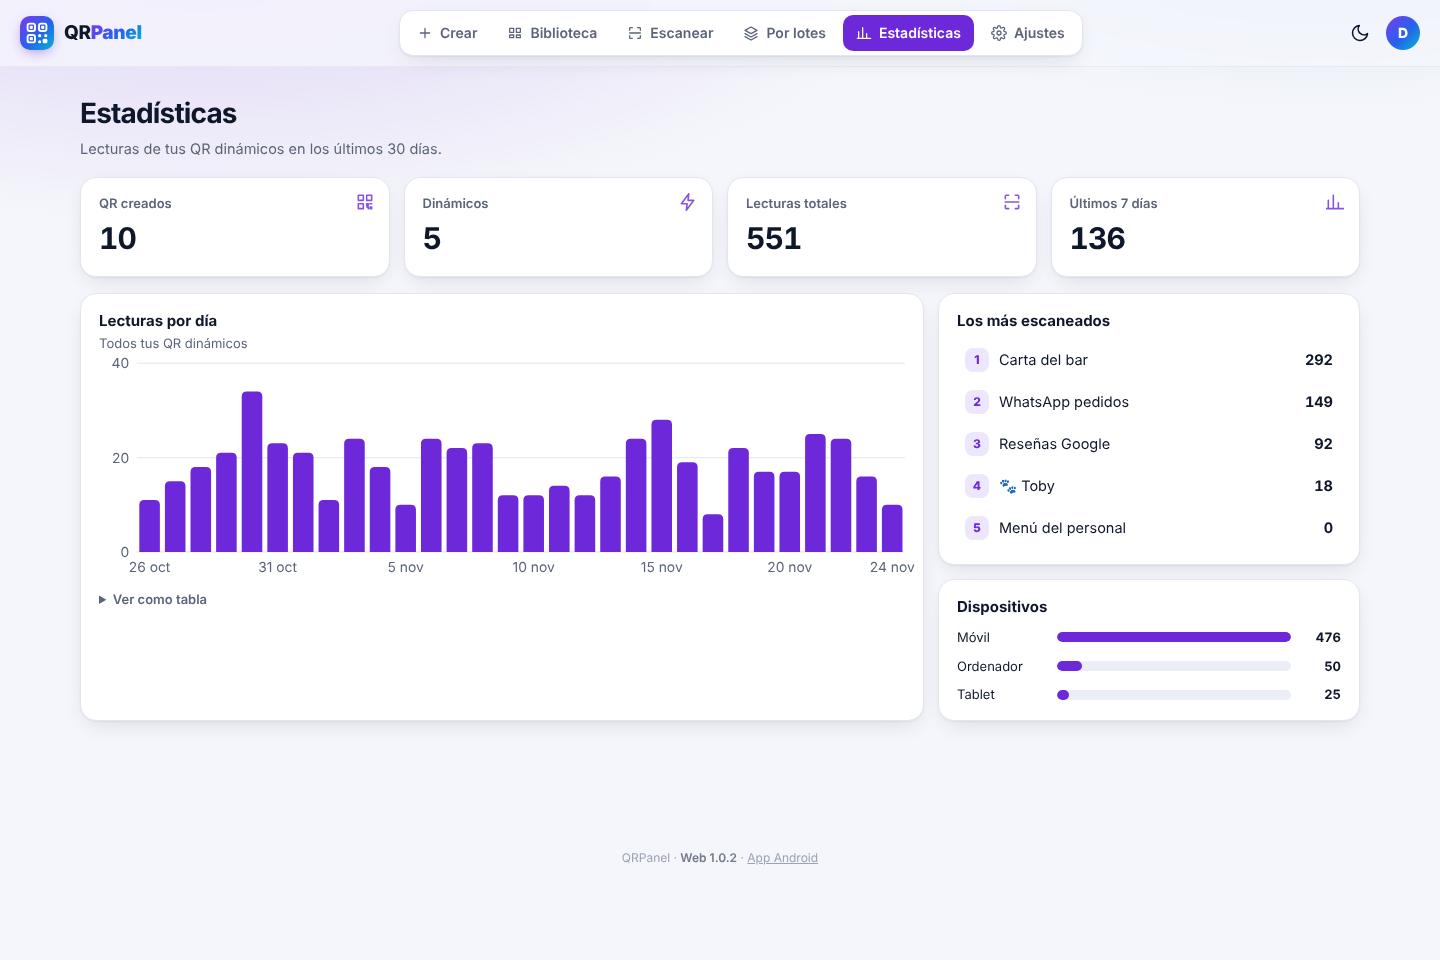 QRPanel
Crear
Biblioteca
Escanear
Por lotes
Estadísticas
Ajustes
D
Estadísticas
Lecturas de tus QR dinámicos en los últimos 30 días.
QR creados
10
Dinámicos
5
Lecturas totales
551
Últimos 7 días
136
Lecturas por día
Todos tus QR dinámicos
40
20
0
26 oct 31 oct 5 nov 10 nov 15 nov 20 nov 24 nov
Ver como tabla
Los más escaneados
1 Carta del bar 292
2 WhatsApp pedidos 149
3 Reseñas Google 92
4 🐾 Toby 18
5 Menú del personal 0
Dispositivos
Móvil 476
Ordenador 50
Tablet 25
QRPanel · Web 1.0.2 · App Android